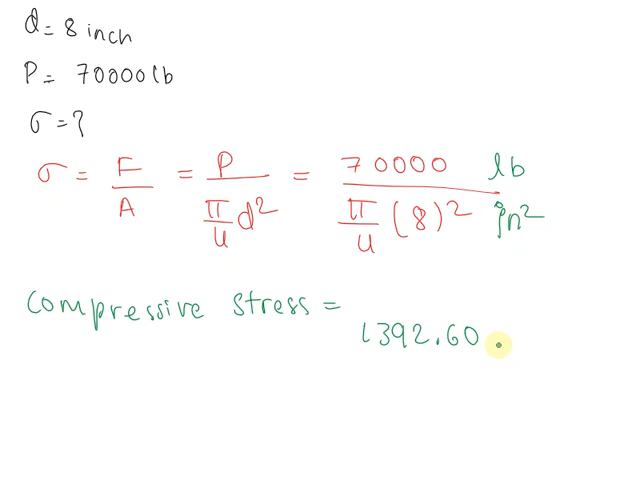 d = 8 inch
P = 70000 lb
σ = ?
σ = F/A = P/(π/4 d²) = 70000/(π/4 (8)²) lb/in²
compressive stress =
1392.60